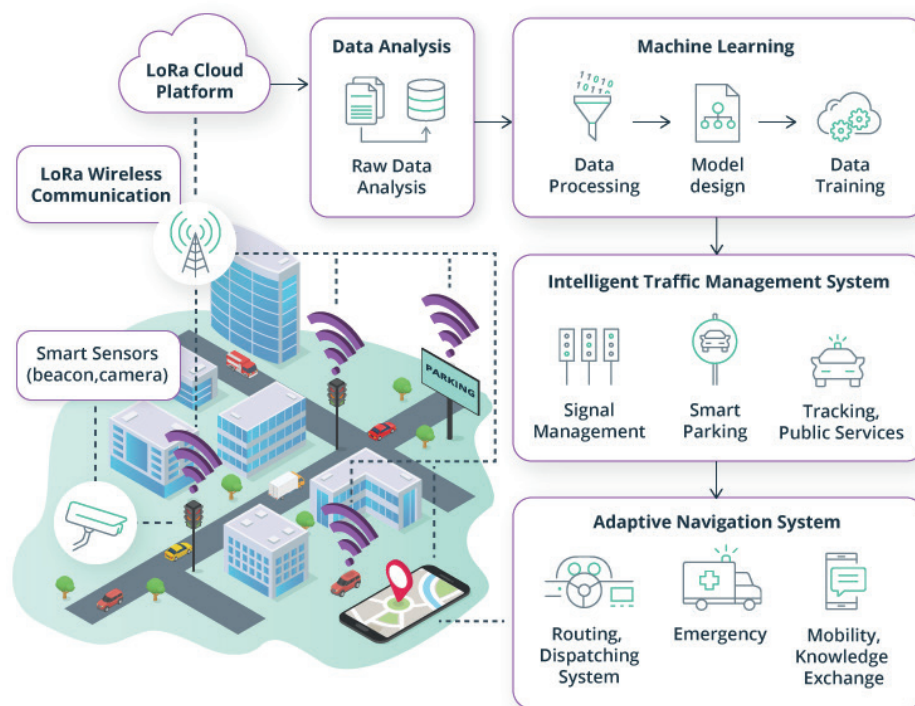 LoRa Cloud
Platform
Data Analysis
Raw Data
Analysis
Machine Learning
11010
10110
Data
Processing
Model
design
Data
Training
LoRa Wireless
Communication
Smart Sensors
(beacon,camera)
PARKING
Intelligent Traffic Management System
Signal
Management
Smart
Parking
Tracking,
Public Services
Adaptive Navigation System
Routing,
Dispatching
System
Emergency
Mobility,
Knowledge
Exchange